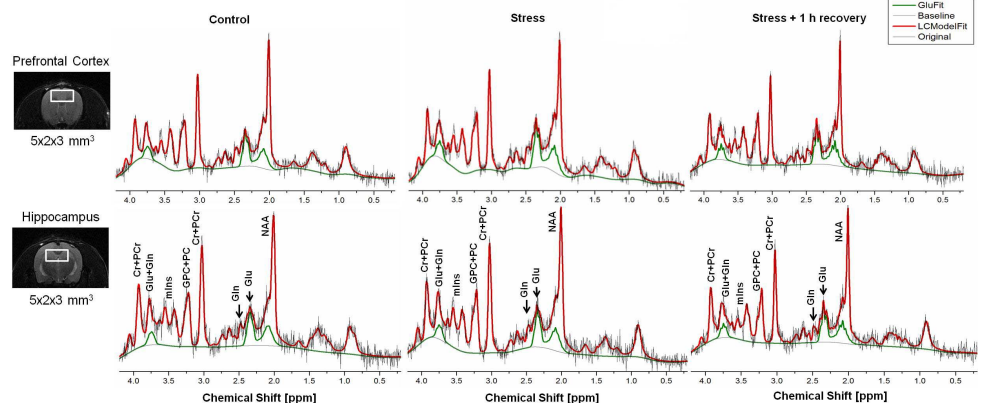 Control
Stress
Stress + 1 h recovery
GluFit
Baseline
LCModelFit
Original
Prefrontal Cortex
5x2x3 mm³
4.0 3.5 3.0 2.5 2.0 1.5 1.0 0.5
4.0 3.5 3.0 2.5 2.0 1.5 1.0 0.5
4.0 3.5 3.0 2.5 2.0 1.5 1.0 0.5
Hippocampus
5x2x3 mm³
Cr+PCr
Glu+Gln
mIns
GPC+PC
Cr+PCr
Gln
Glu
NAA
Cr+PCr
Glu+Gln
mIns
GPC+PC
Cr+PCr
Gln
Glu
NAA
Cr+PCr
Glu+Gln
mIns
GPC+PC
Cr+PCr
Gln
Glu
NAA
4.0 3.5 3.0 2.5 2.0 1.5 1.0 0.5
4.0 3.5 3.0 2.5 2.0 1.5 1.0 0.5
4.0 3.5 3.0 2.5 2.0 1.5 1.0 0.5
Chemical Shift [ppm]
Chemical Shift [ppm]
Chemical Shift [ppm]